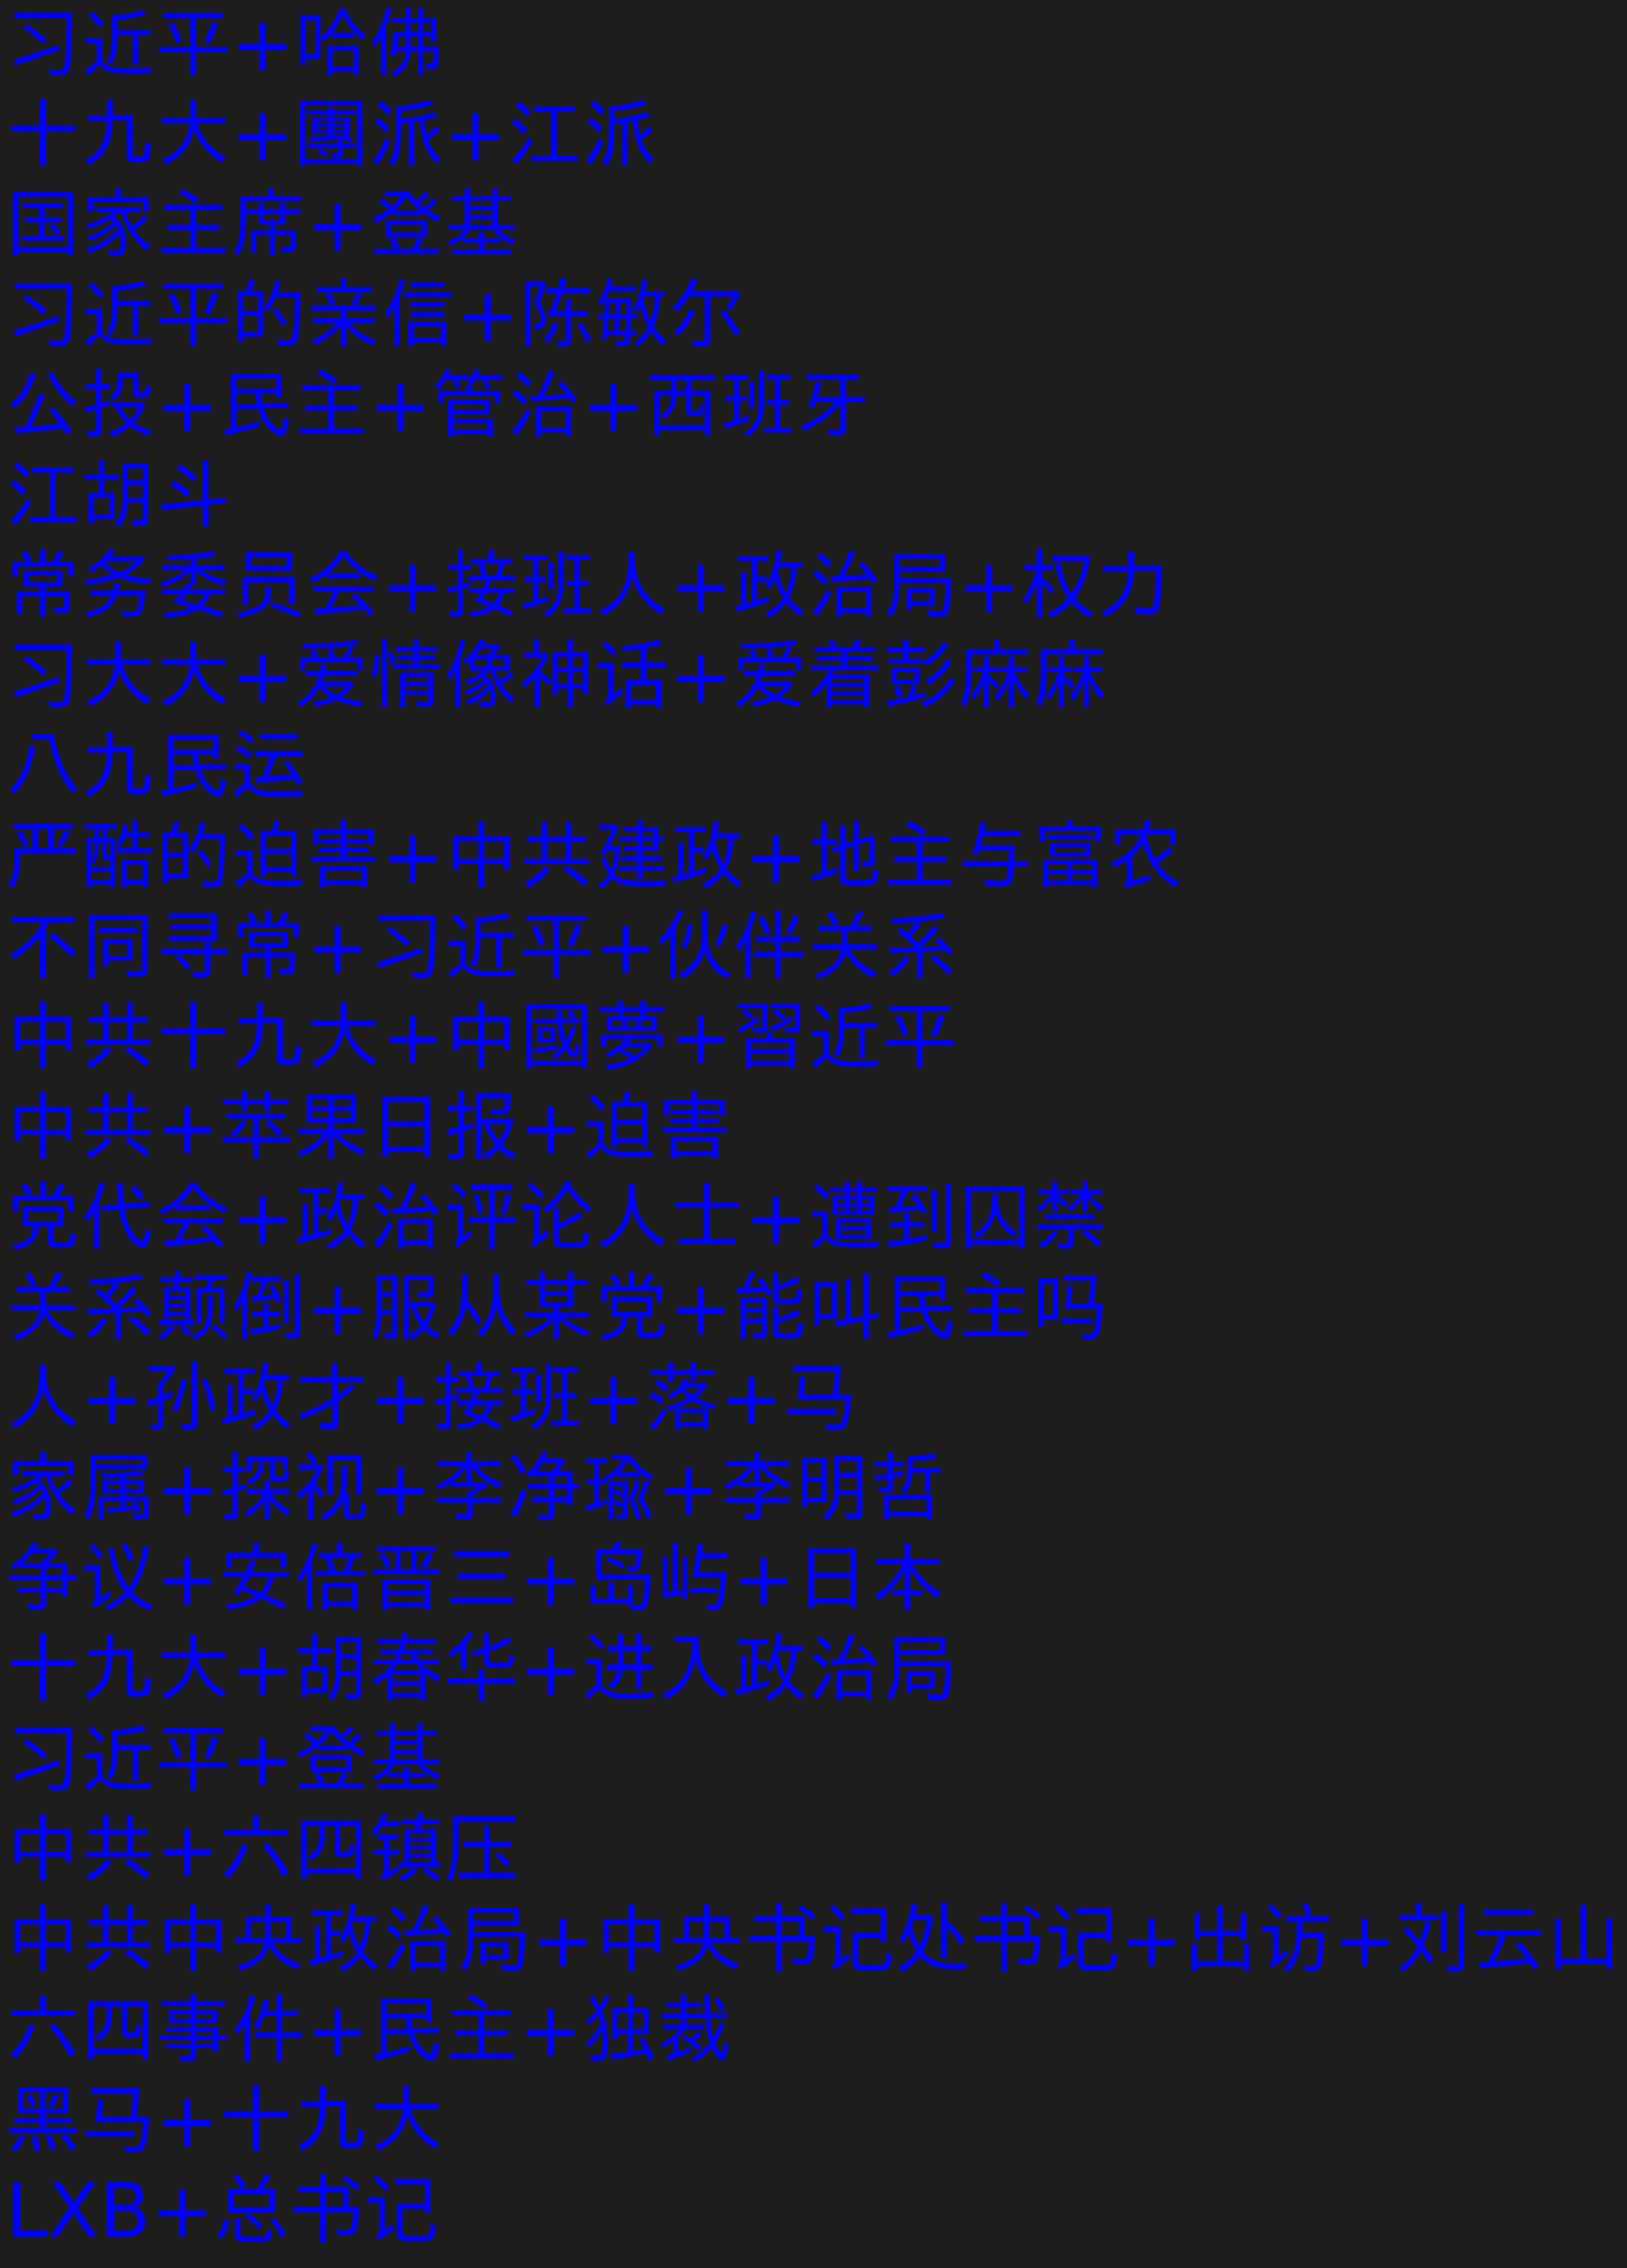 习近平+哈佛
十九大+團派+江派
国家主席+登基
习近平的亲信+陈敏尔
公投+民主+管治+西班牙
江胡斗
常务委员会+接班人+政治局+权力
习大大+爱情像神话+爱着彭麻麻
八九民运
严酷的迫害+中共建政+地主与富农
不同寻常+习近平+伙伴关系
中共十九大+中國夢+習近平
中共+苹果日报+迫害
党代会+政治评论人士+遭到囚禁
关系颠倒+服从某党+能叫民主吗
人+孙政才+接班+落+马
家属+探视+李净瑜+李明哲
争议+安倍晋三+岛屿+日本
十九大+胡春华+进入政治局
习近平+登基
中共+六四镇压
中共中央政治局+中央书记处书记+出访+刘云山
六四事件+民主+独裁
黑马+十九大
LXB+总书记